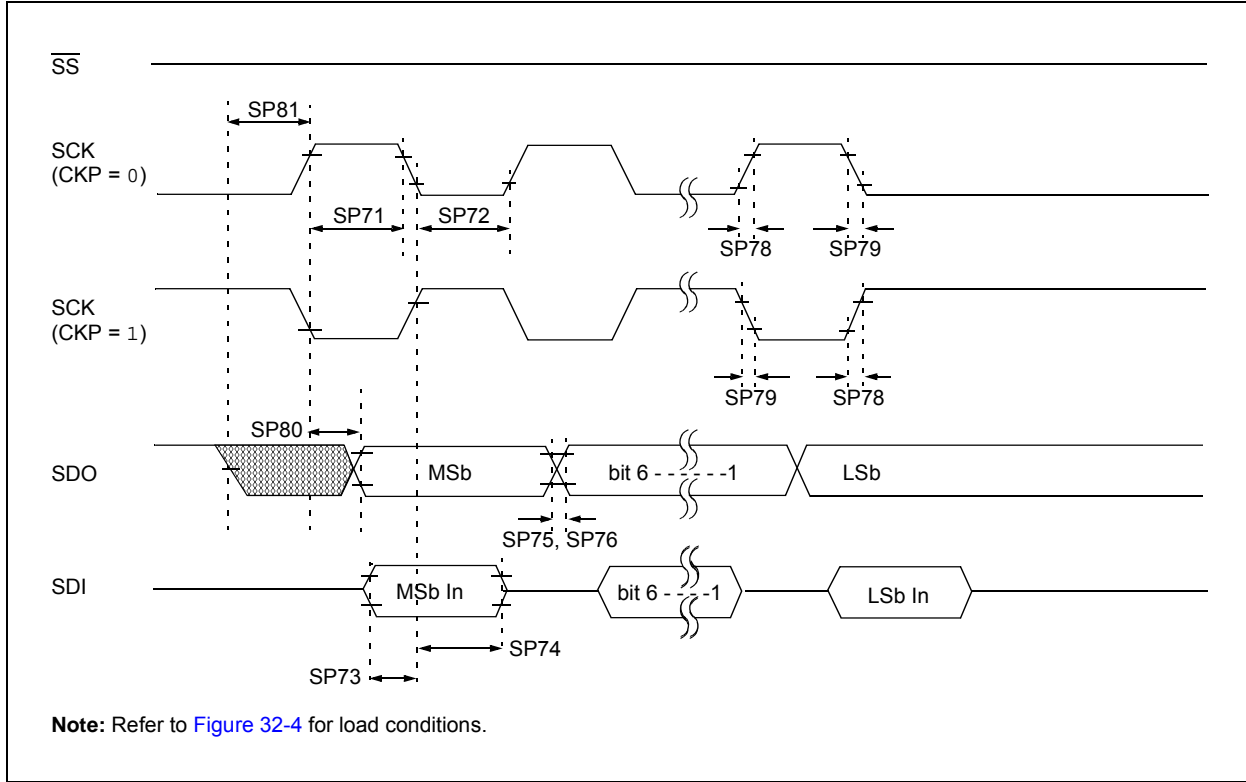 SS
SP81
SCK
(CKP = 0)
SP71
SP72
SP78
SP79
SCK
(CKP = 1)
SP79
SP78
SP80
SDO
MSb
bit 6 - - - - - -1
LSb
SP75, SP76
SDI
MSb In
bit 6 - - - -1
LSb In
SP74
SP73
Note: Refer to Figure 32-4 for load conditions.